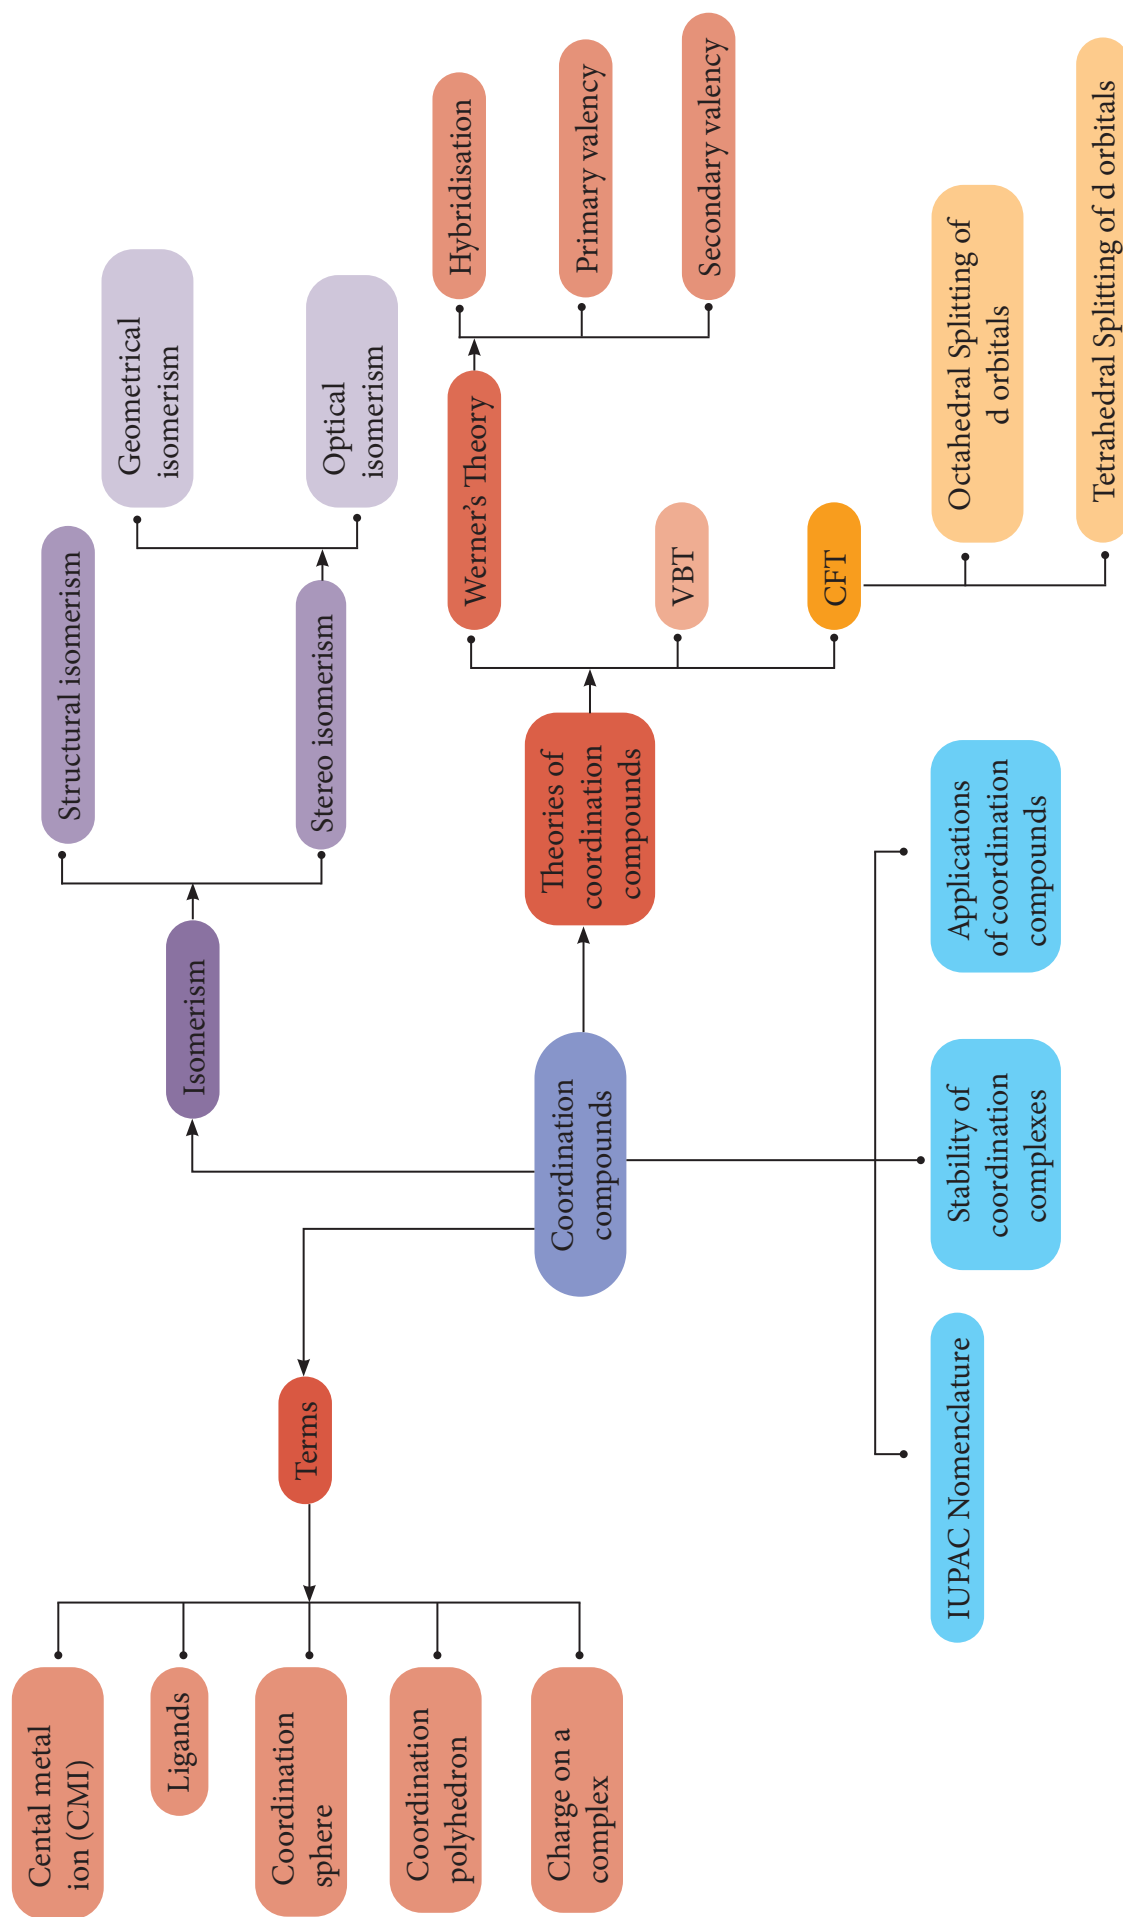 Cental metal
ion (CMI)
Ligands
Coordination
sphere
Coordination
polyhedron
Charge on a
complex
Terms
Coordination
compounds
Isomerism
Structural isomerism
Stereo isomerism
Geometrical
isomerism
Optical
isomerism
Theories of
coordination
compounds
Werner's Theory
Hybridisation
Primary valency
Secondary valency
VBT
CFT
Octahedral Splitting of
d orbitals
Tetrahedral Splitting of d orbitals
IUPAC Nomenclature
Stability of
coordination
complexes
Applications
of coordination
compounds